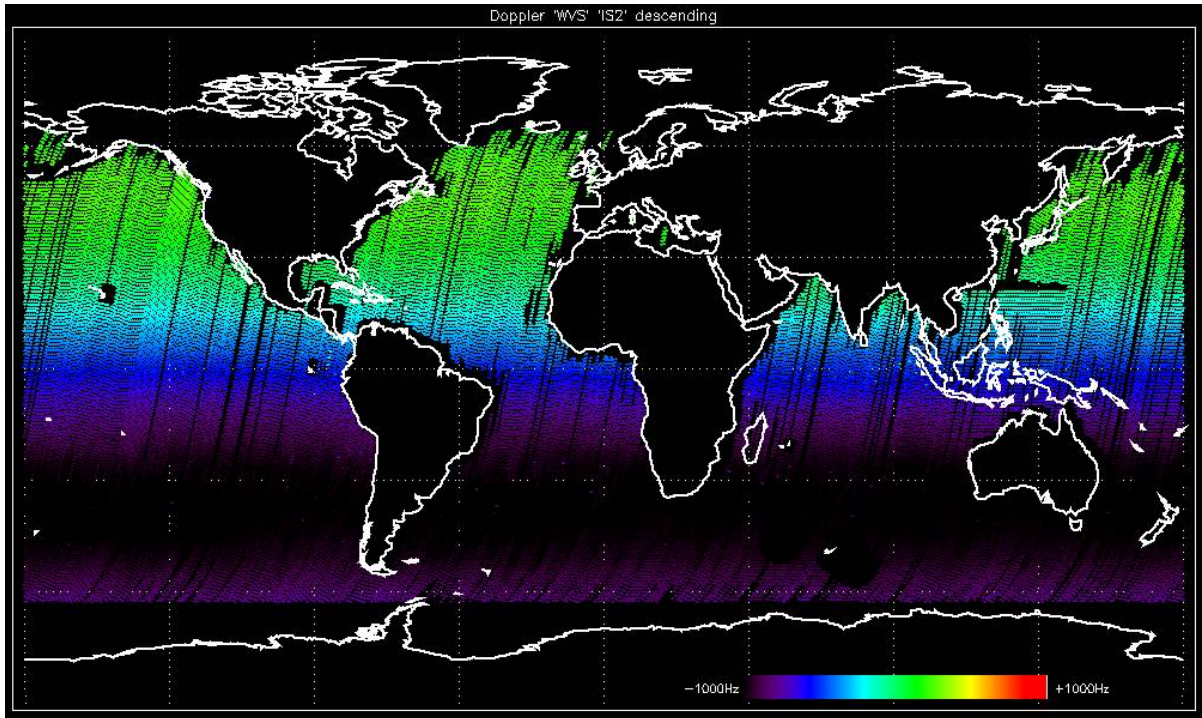 Doppler 'WVS' 'IS2' descending
−1000Hz +1000Hz